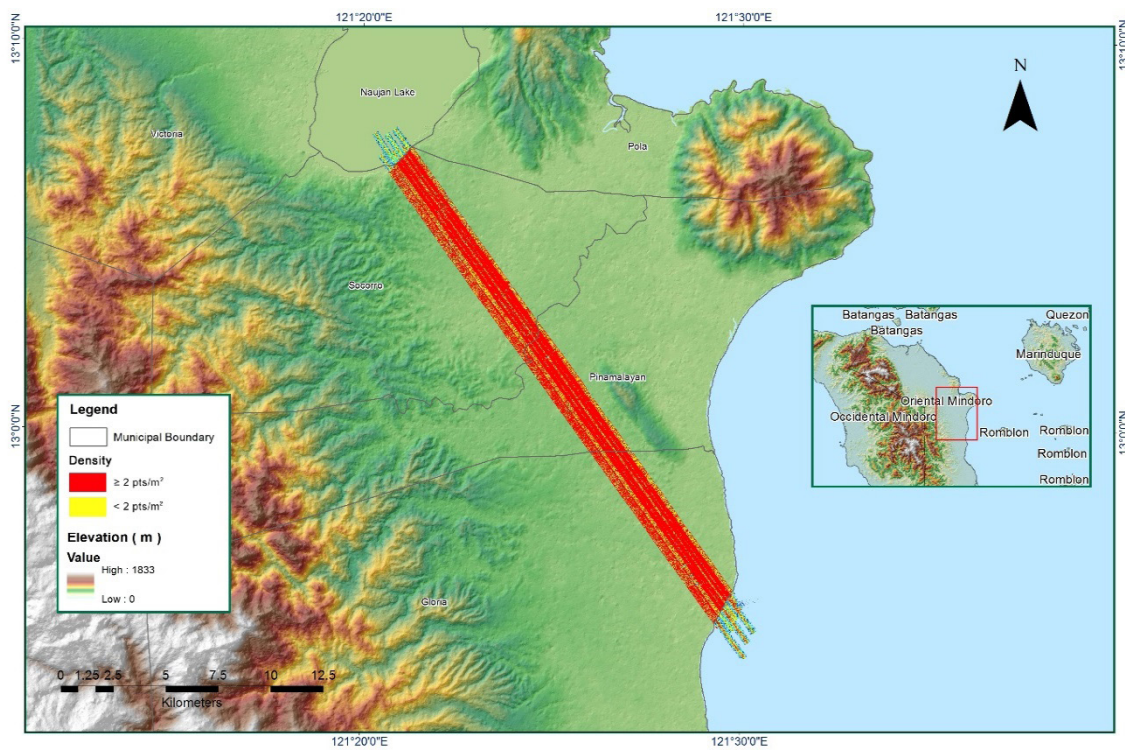 121°20'0"E
121°30'0"E
13°10'0"N
13°10'0"N
N
Naujan Lake
Victoria
Pola
Socorro
Batangas Batangas
Batangas
Quezon
Marinduque
Oriental Mindoro
Occidental Mindoro
Romblon
Romblon
Romblon
Romblon
Pinamalayan
13°0'0"N
13°0'0"N
Legend
Municipal Boundary
Density
≥ 2 pts/m²
< 2 pts/m²
Elevation ( m )
Value
High : 1833
Low : 0
Gloria
0 1.25 2.5 5 7.5 10 12.5
Kilometers
121°20'0"E
121°30'0"E